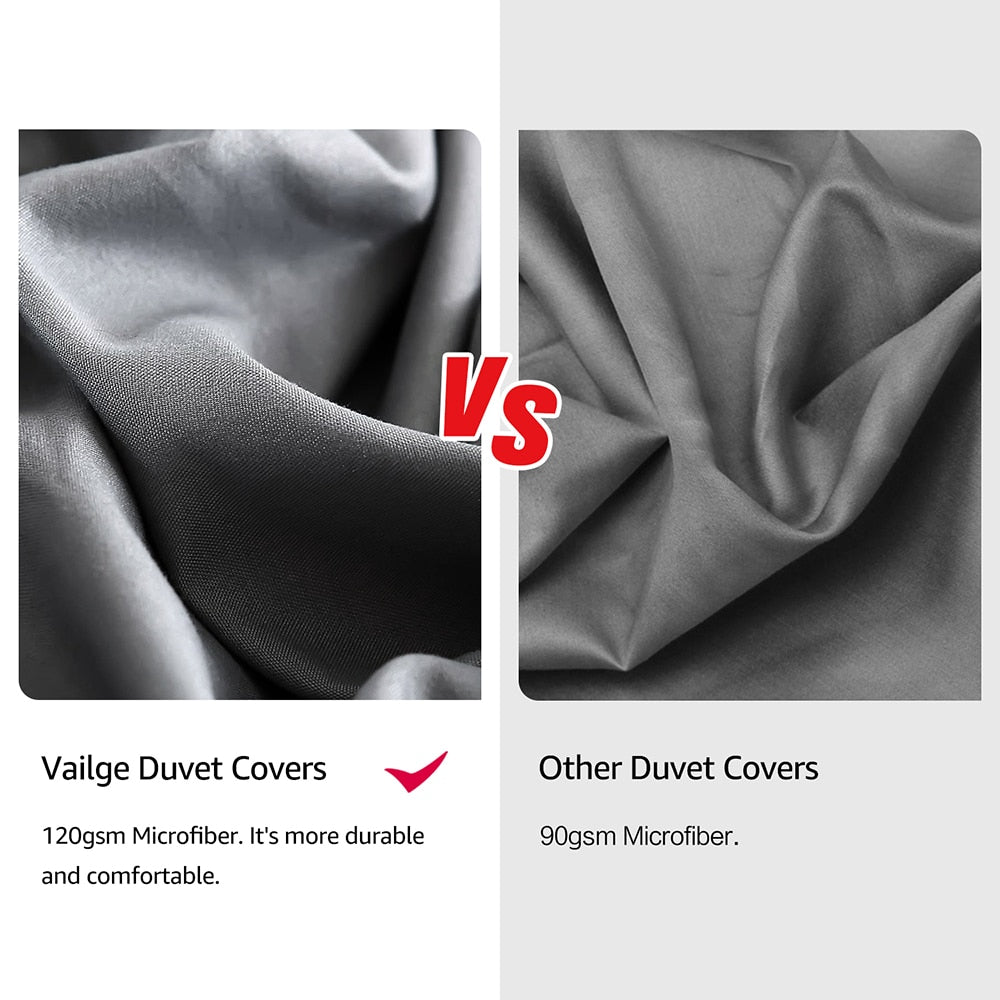 VS
Vailge Duvet Covers
120gsm Microfiber. It's more durable
and comfortable.
Other Duvet Covers
90gsm Microfiber.